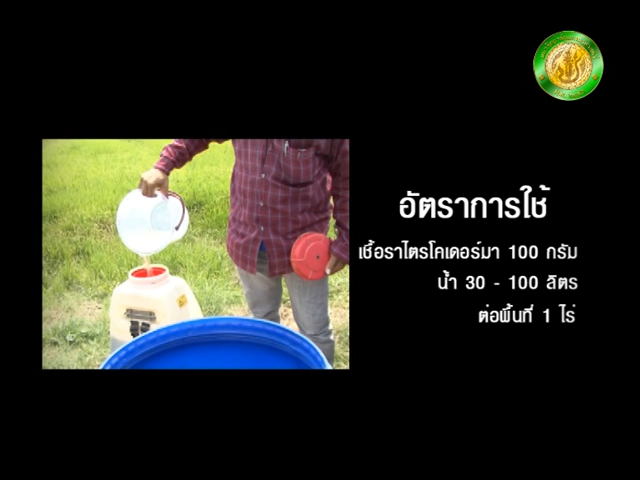 อัตราการใช้
เชื้อราไตรโคเดอร์มา 100 กรัม
น้ำ 30 - 100 ลิตร
ต่อพื้นที่ 1 ไร่